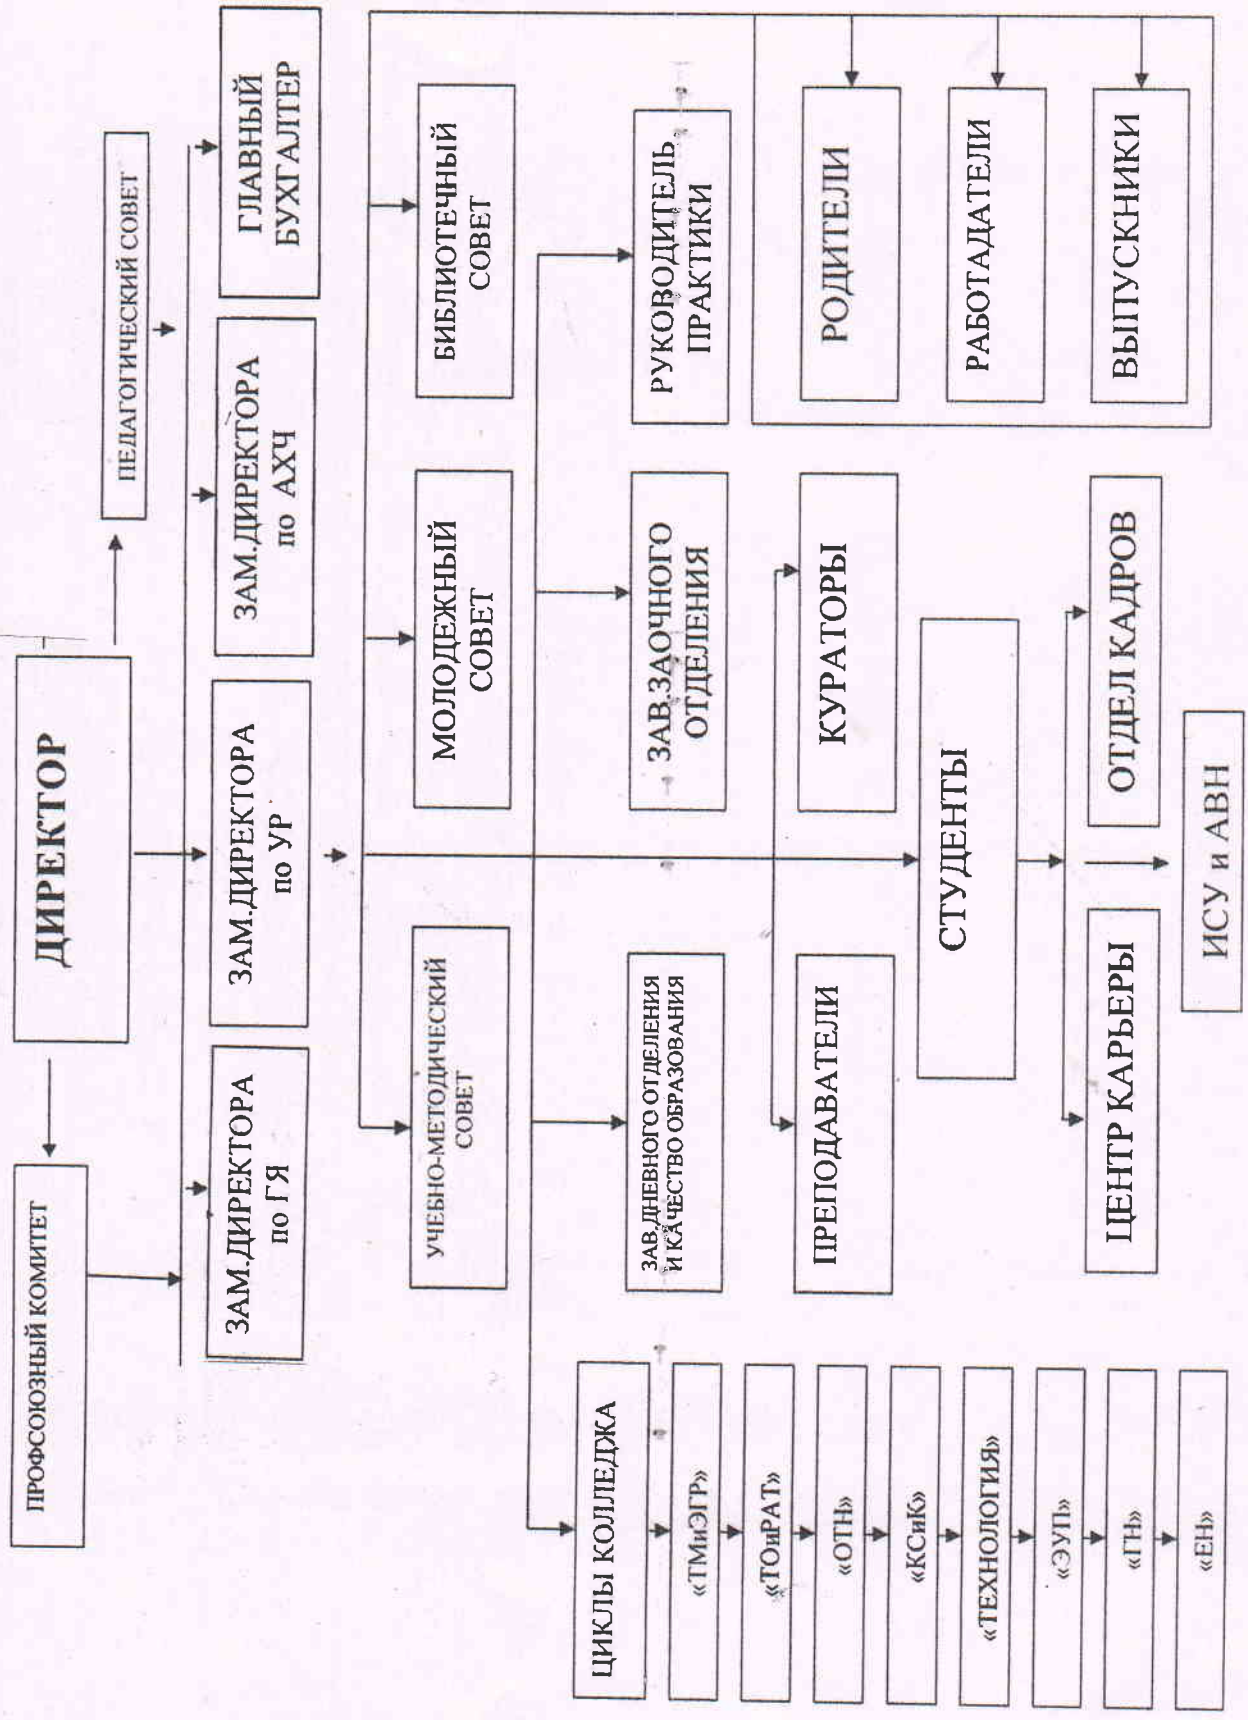 ДИРЕКТОР
ПРОФСОЮЗНЫЙ КОМИТЕТ
ПЕДАГОГИЧЕСКИЙ СОВЕТ
ЗАМ.ДИРЕКТОРА
по ГЯ
ЗАМ.ДИРЕКТОРА
по УР
ЗАМ.ДИРЕКТОРА
по АХЧ
ГЛАВНЫЙ
БУХГАЛТЕР
УЧЕБНО-МЕТОДИЧЕСКИЙ
СОВЕТ
МОЛОДЕЖНЫЙ
СОВЕТ
БИБЛИОТЕЧНЫЙ
СОВЕТ
ЦИКЛЫ КОЛЛЕДЖА
«ТМиЭГР»
«ТОиРАТ»
«ОТН»
«КСиК»
«ТЕХНОЛОГИЯ»
«ЭУП»
«ГН»
«ЕН»
ЗАВ.ДНЕВНОГО ОТДЕЛЕНИЯ
И КАЧЕСТВО ОБРАЗОВАНИЯ
ЗАВ.ЗАОЧНОГО
ОТДЕЛЕНИЯ
РУКОВОДИТЕЛЬ
ПРАКТИКИ
ПРЕПОДАВАТЕЛИ
КУРАТОРЫ
РОДИТЕЛИ
РАБОТАДАТЕЛИ
ВЫПУСКНИКИ
СТУДЕНТЫ
ЦЕНТР КАРЬЕРЫ
ОТДЕЛ КАДРОВ
ИСУ и АВН